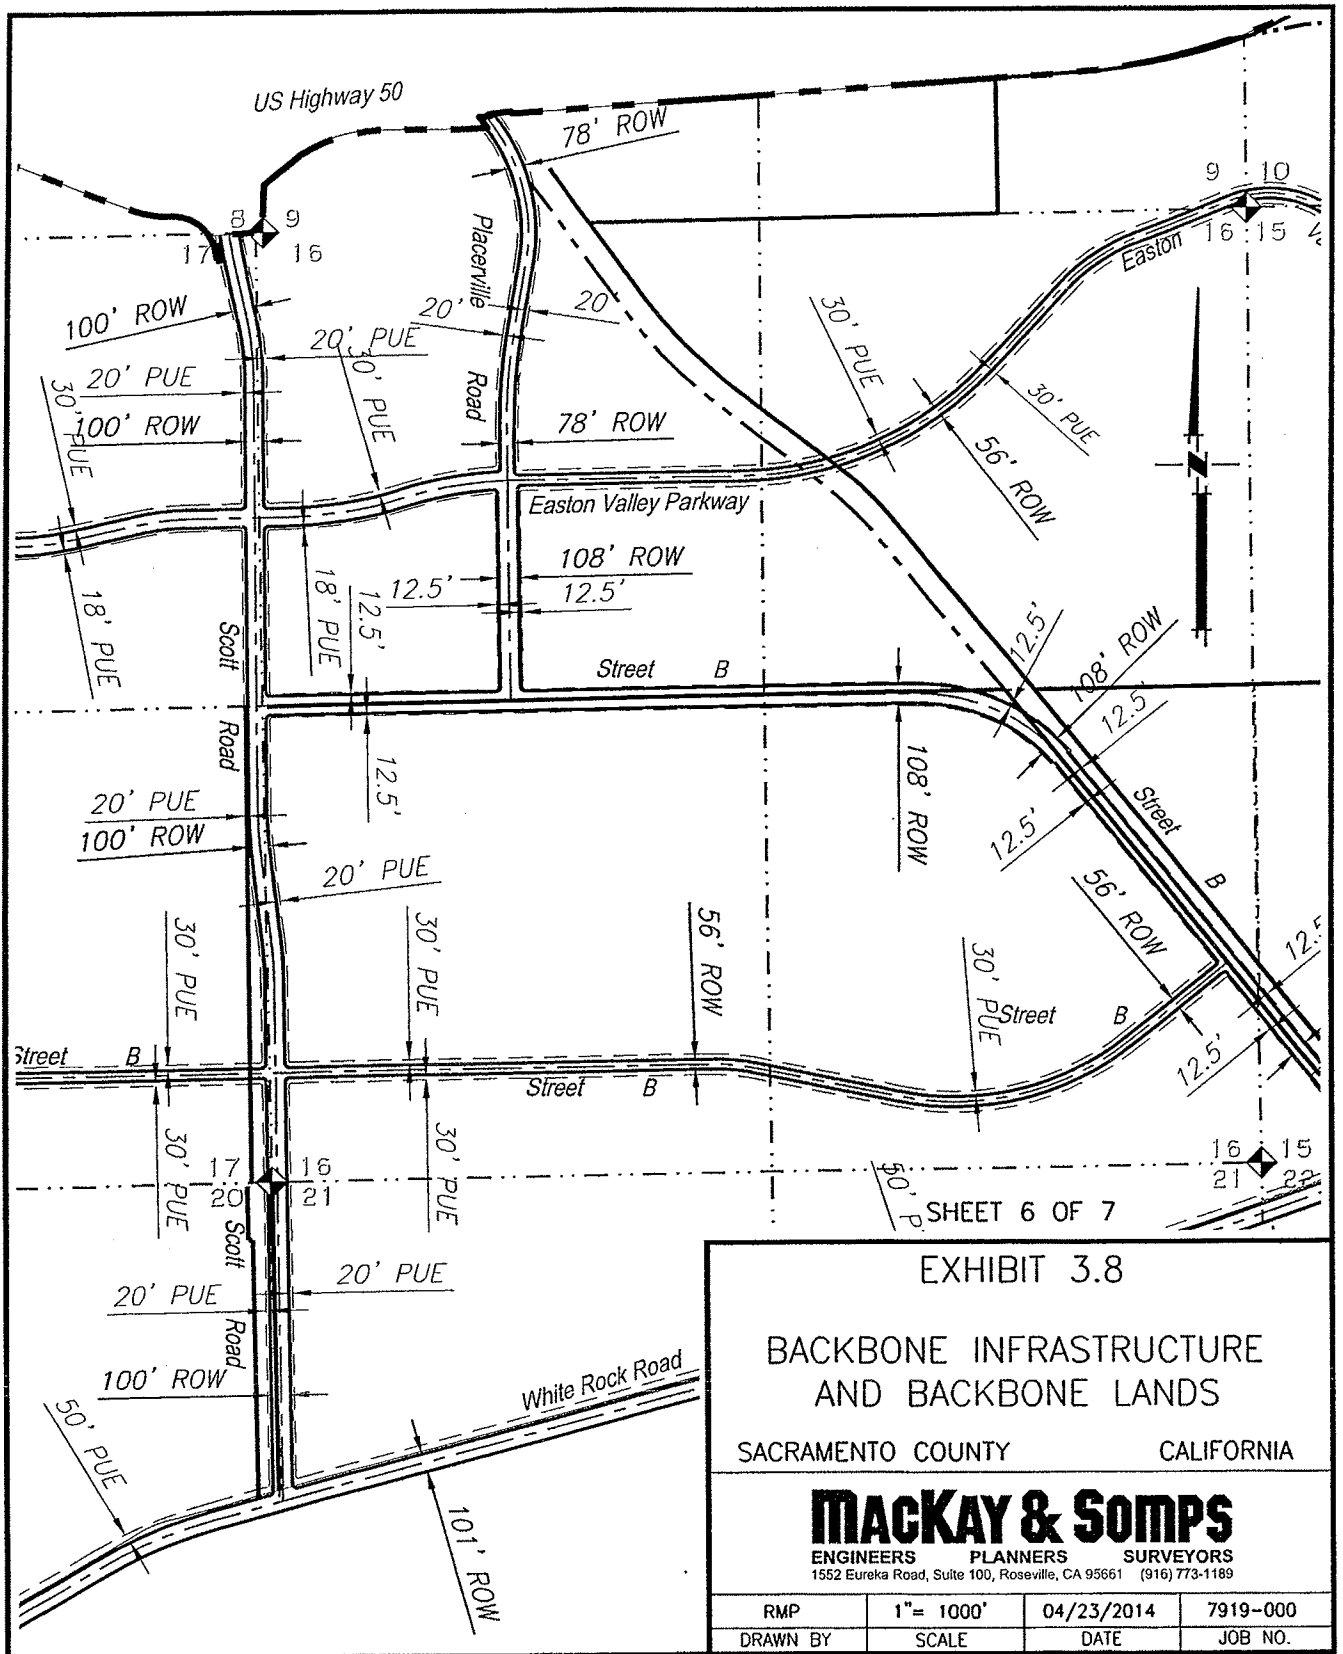 US Highway 50
78' ROW
9 10
16 15
8 9
17 16
Placerville
Road
Easton
100' ROW
20' PUE
20'
20'
30' PUE
30' PUE
20' PUE
100' ROW
30' PUE
78' ROW
30' PUE
56' ROW
Easton Valley Parkway
108' ROW
12.5'
12.5'
18' PUE
18' PUE
12.5'
12.5'
Scott
Road
Street B
12.5'
108' ROW
12.5'
108' ROW
20' PUE
100' ROW
12.5'
Street
B
20' PUE
56' ROW
30' PUE
30' PUE
56' ROW
30' PUE
12.5'
Street B
Street B
Street B
12.5'
30' PUE
30' PUE
17 16
20 21
16 15
21 22
50' P
SHEET 6 OF 7
Scott
Road
20' PUE
20' PUE
100' ROW
White Rock Road
50' PUE
101' ROW
EXHIBIT 3.8
BACKBONE INFRASTRUCTURE
AND BACKBONE LANDS
SACRAMENTO COUNTY CALIFORNIA
MACKAY & SOMPS
ENGINEERS PLANNERS SURVEYORS
1552 Eureka Road, Suite 100, Roseville, CA 95661 (916) 773-1189
RMP 1"= 1000' 04/23/2014 7919-000
DRAWN BY SCALE DATE JOB NO.